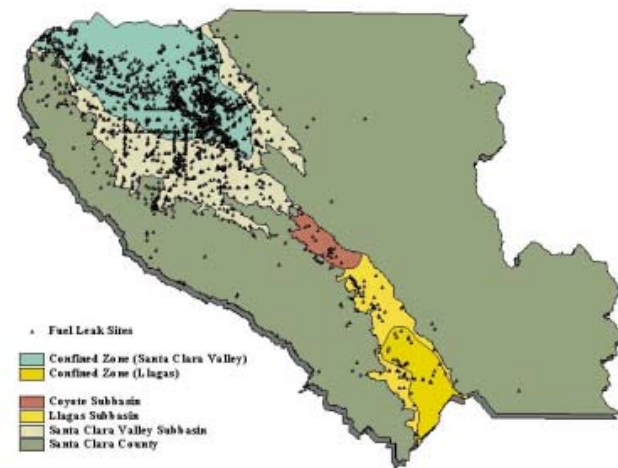 Fuel Leak Sites
Confined Zone (Santa Clara Valley)
Confined Zone (Llagas)
Coyote Subbasin
Llagas Subbasin
Santa Clara Valley Subbasin
Santa Clara County